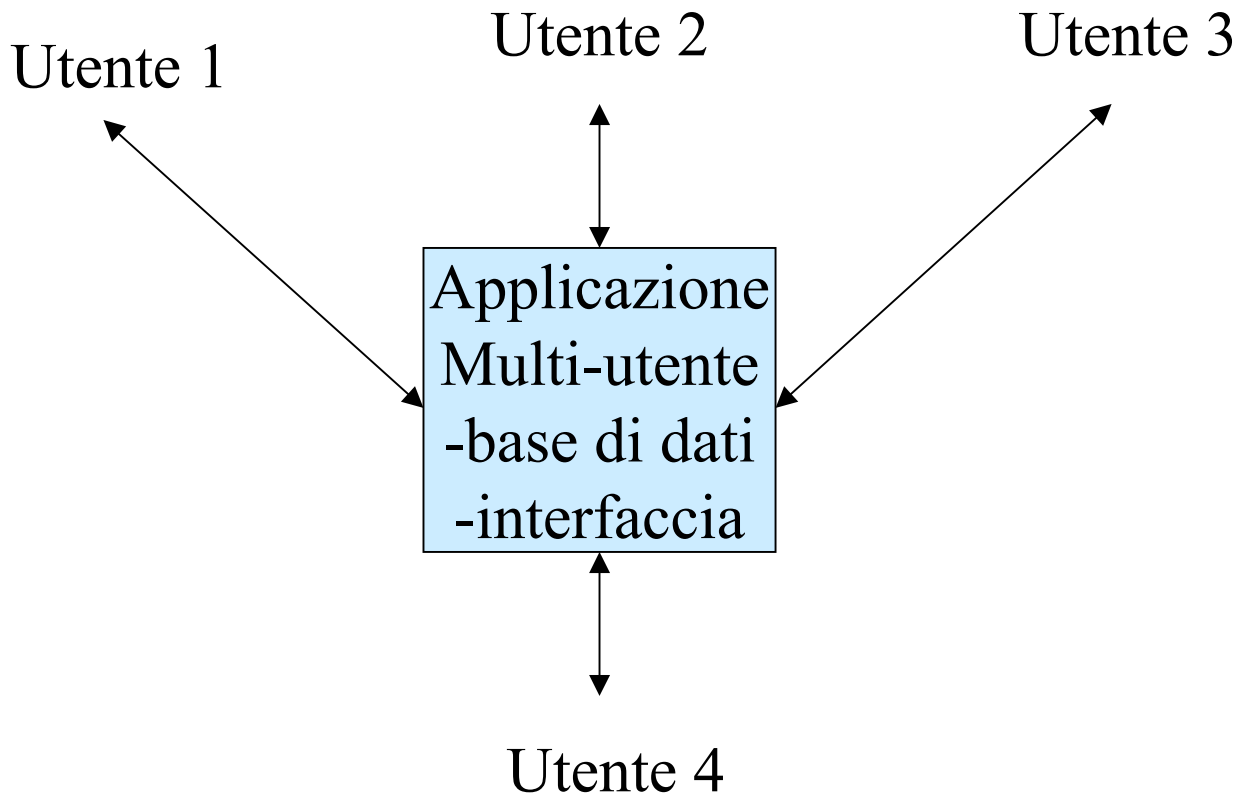 Utente 1
Utente 2
Utente 3
Applicazione
Multi-utente
-base di dati
-interfaccia
Utente 4